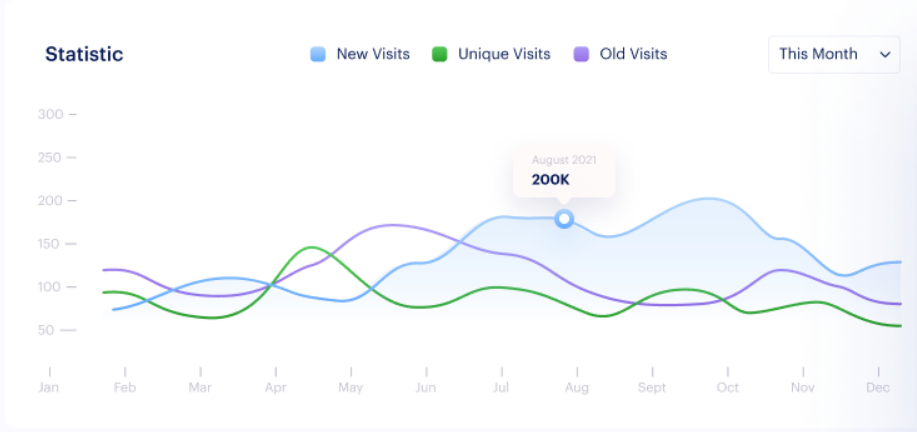 Statistic
New Visits
Unique Visits
Old Visits
This Month
300
250
200
150
100
50
August 2021
200K
Jan
Feb
Mar
Apr
May
Jun
Jul
Aug
Sept
Oct
Nov
Dec